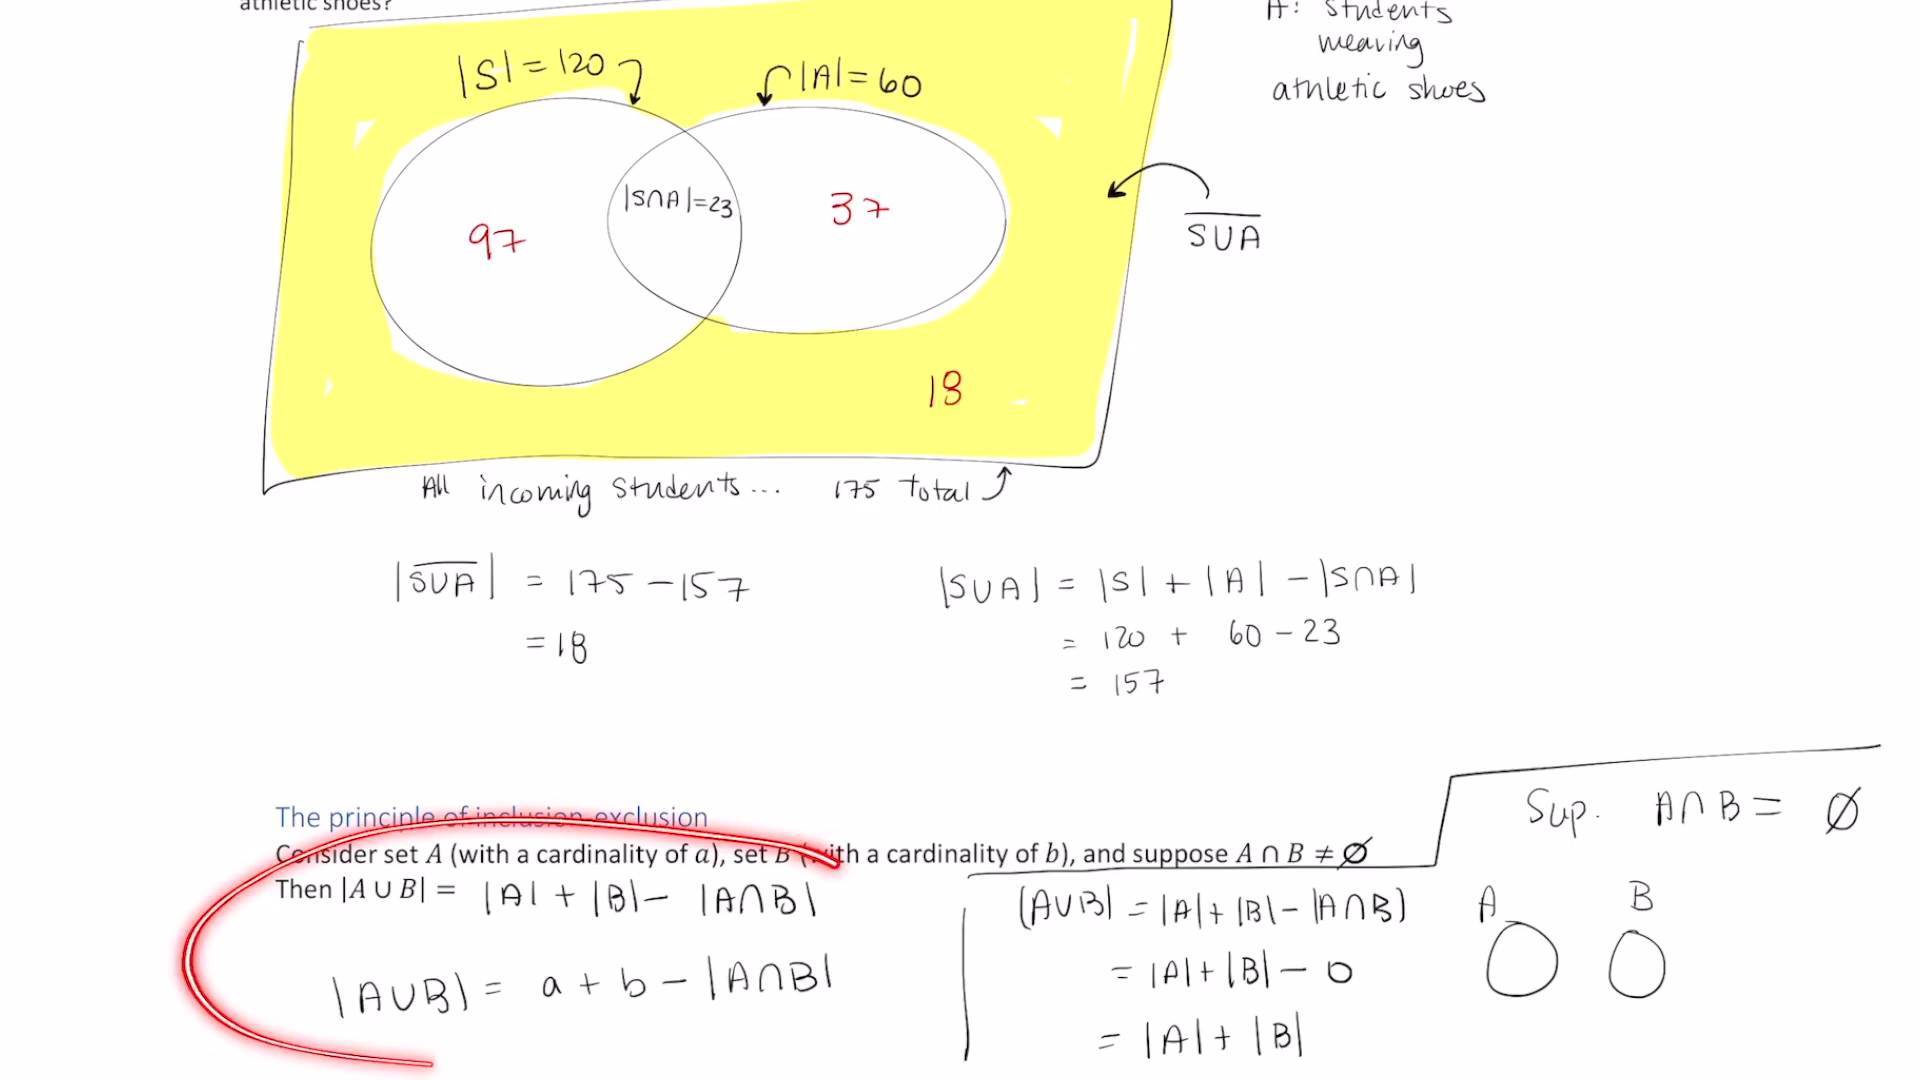 athletic shoes?
A: students
wearing
athletic shoes
|S| = 120
|A| = 60
|S∩A|=23
97
37
S∪A
18
All incoming students... 175 total
|S∪A| = 175 - 157
= 18
|S∪A| = |S| + |A| - |S∩A|
= 120 + 60 - 23
= 157
The principle of inclusion-exclusion
Consider set A (with a cardinality of a), set B (with a cardinality of b), and suppose A ∩ B ≠ ∅
Then |A ∪ B| = |A| + |B| - |A∩B|
|A∪B| = a + b - |A∩B|
Sup. A∩B = ∅
|A∪B| = |A| + |B| - |A∩B|
= |A| + |B| - 0
= |A| + |B|
A
B